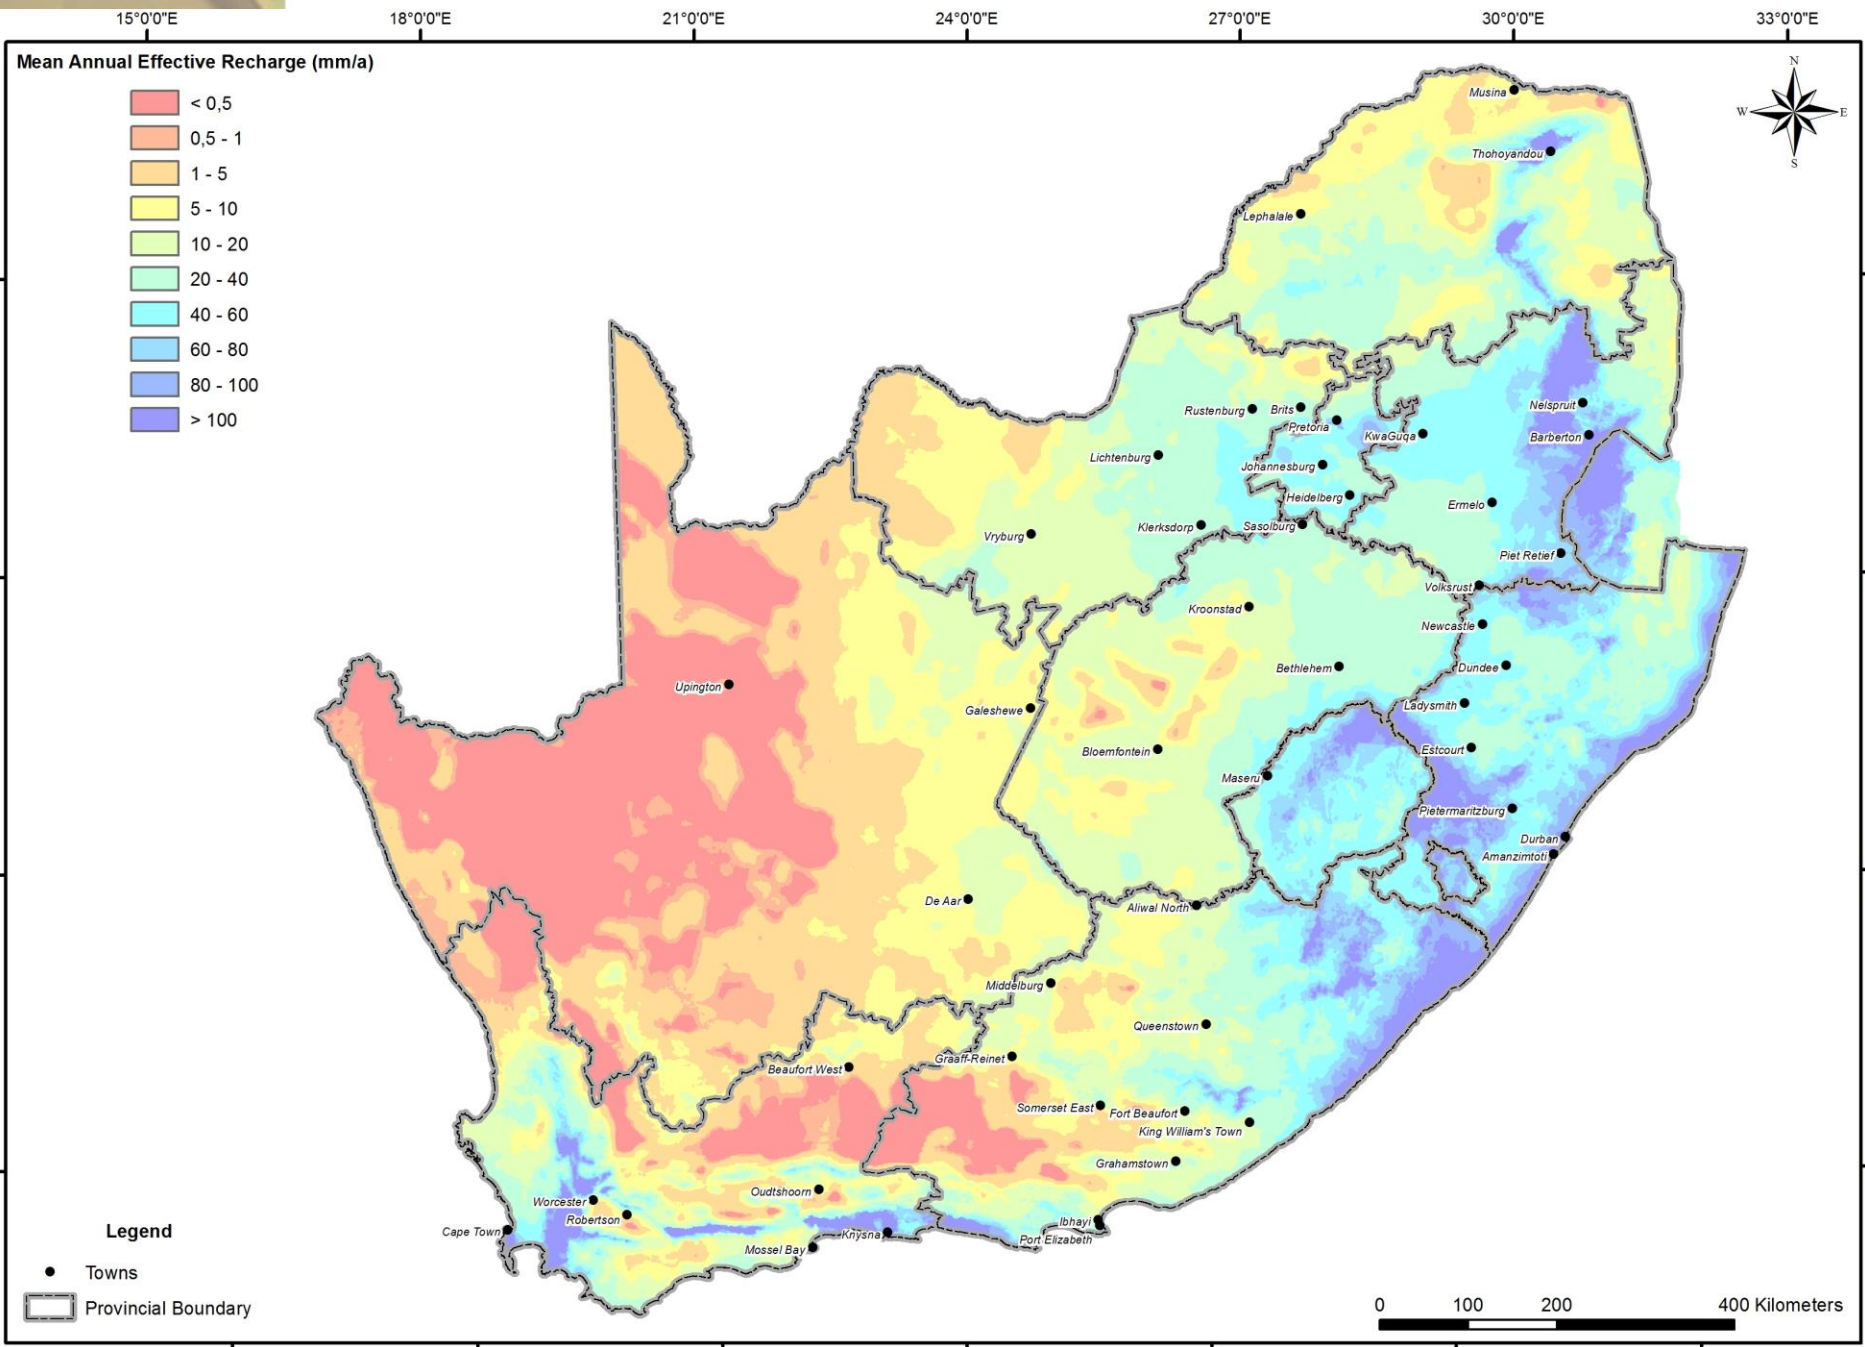 15°0'0"E 18°0'0"E 21°0'0"E 24°0'0"E 27°0'0"E 30°0'0"E 33°0'0"E
Mean Annual Effective Recharge (mm/a)
< 0,5
0,5 - 1
1 - 5
5 - 10
10 - 20
20 - 40
40 - 60
60 - 80
80 - 100
> 100
N
W E
S
Musina
Thohoyandou
Lephalale
Nelspruit
Rustenburg Brits
Pretoria
KwaGuqa
Barberton
Lichtenburg
Johannesburg
Heidelberg
Ermelo
Klerksdorp
Sasolburg
Vryburg
Piet Retief
Volksrust
Kroonstad
Newcastle
Bethlehem
Dundee
Upington
Ladysmith
Galeshewe
Estcourt
Bloemfontein
Maseru
Pietermaritzburg
Durban
Amanzimtoti
De Aar
Aliwal North
Middelburg
Queenstown
Graaff-Reinet
Beaufort West
Somerset East
Fort Beaufort
King William's Town
Grahamstown
Oudtshoorn
Worcester
Robertson
Ibhayi
Cape Town
Knysna
Port Elizabeth
Mossel Bay
Legend
Towns
Provincial Boundary
0 100 200 400 Kilometers